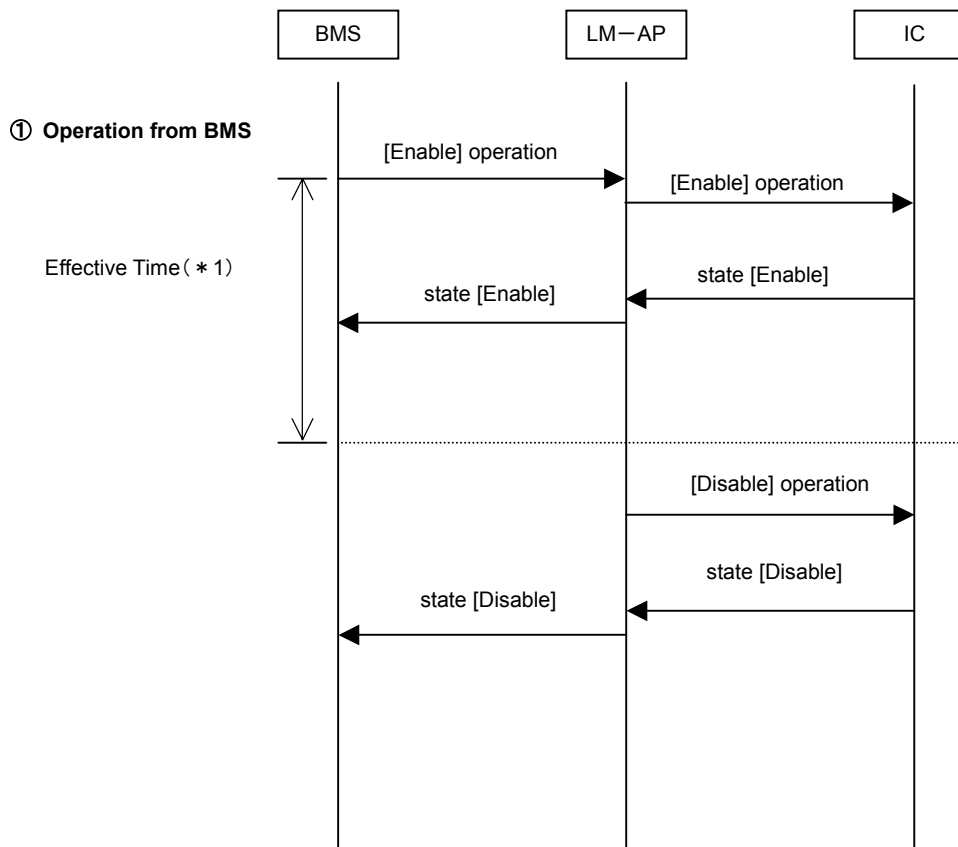 BMS
LM－AP
IC
① Operation from BMS
[Enable] operation
[Enable] operation
Effective Time(＊1)
state [Enable]
state [Enable]
[Disable] operation
state [Disable]
state [Disable]